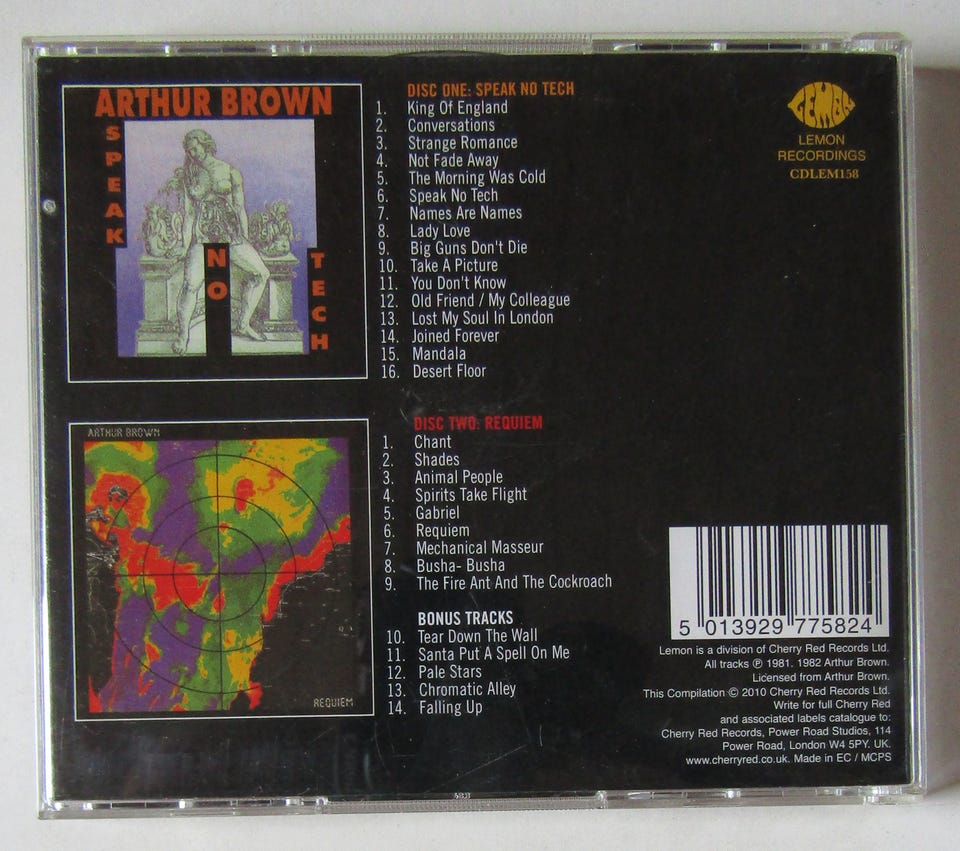 ARTHUR BROWN
SPEAK
NO
TECH
DISC ONE: SPEAK NO TECH
1. King Of England
2. Conversations
3. Strange Romance
4. Not Fade Away
5. The Morning Was Cold
6. Speak No Tech
7. Names Are Names
8. Lady Love
9. Big Guns Don't Die
10. Take A Picture
11. You Don't Know
12. Old Friend / My Colleague
13. Lost My Soul In London
14. Joined Forever
15. Mandala
16. Desert Floor
LEMON
LEMON
RECORDINGS
CDLEM158
ARTHUR BROWN
REQUIEM
DISC TWO: REQUIEM
1. Chant
2. Shades
3. Animal People
4. Spirits Take Flight
5. Gabriel
6. Requiem
7. Mechanical Masseur
8. Busha- Busha
9. The Fire Ant And The Cockroach
BONUS TRACKS
10. Tear Down The Wall
11. Santa Put A Spell On Me
12. Pale Stars
13. Chromatic Alley
14. Falling Up
5 013929 775824
Lemon is a division of Cherry Red Records Ltd.
All tracks ℗ 1981. 1982 Arthur Brown.
Licensed from Arthur Brown.
This Compilation © 2010 Cherry Red Records Ltd.
Write for full Cherry Red
and associated labels catalogue to:
Cherry Red Records, Power Road Studios, 114
Power Road, London W4 5PY. UK.
www.cherryred.co.uk. Made in EC / MCPS